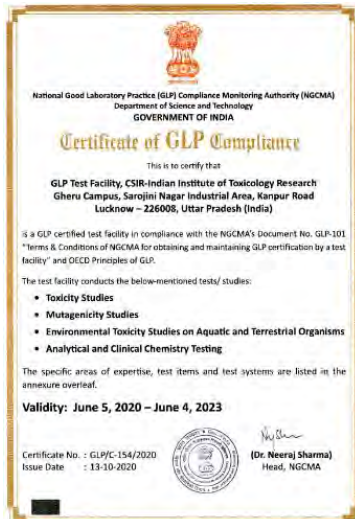 National Good Laboratory Practice (GLP) Compliance Monitoring Authority (NGCMA)
Department of Science and Technology
GOVERNMENT OF INDIA
Certificate of GLP Compliance
This is to certify that
GLP Test Facility, CSIR-Indian Institute of Toxicology Research
Gheru Campus, Sarojini Nagar Industrial Area, Kanpur Road
Lucknow – 226008, Uttar Pradesh (India)
is a GLP certified test facility in compliance with the NGCMA's Document No. GLP-101
"Terms & Conditions of NGCMA for obtaining and maintaining GLP certification by a test
facility" and OECD Principles of GLP.
The test facility conducts the below-mentioned tests/ studies:
• Toxicity Studies
• Mutagenicity Studies
• Environmental Toxicity Studies on Aquatic and Terrestrial Organisms
• Analytical and Clinical Chemistry Testing
The specific areas of expertise, test items and test systems are listed in the
annexure overleaf.
Validity: June 5, 2020 – June 4, 2023
Certificate No. : GLP/C-154/2020
Issue Date : 13-10-2020
(Dr. Neeraj Sharma)
Head, NGCMA